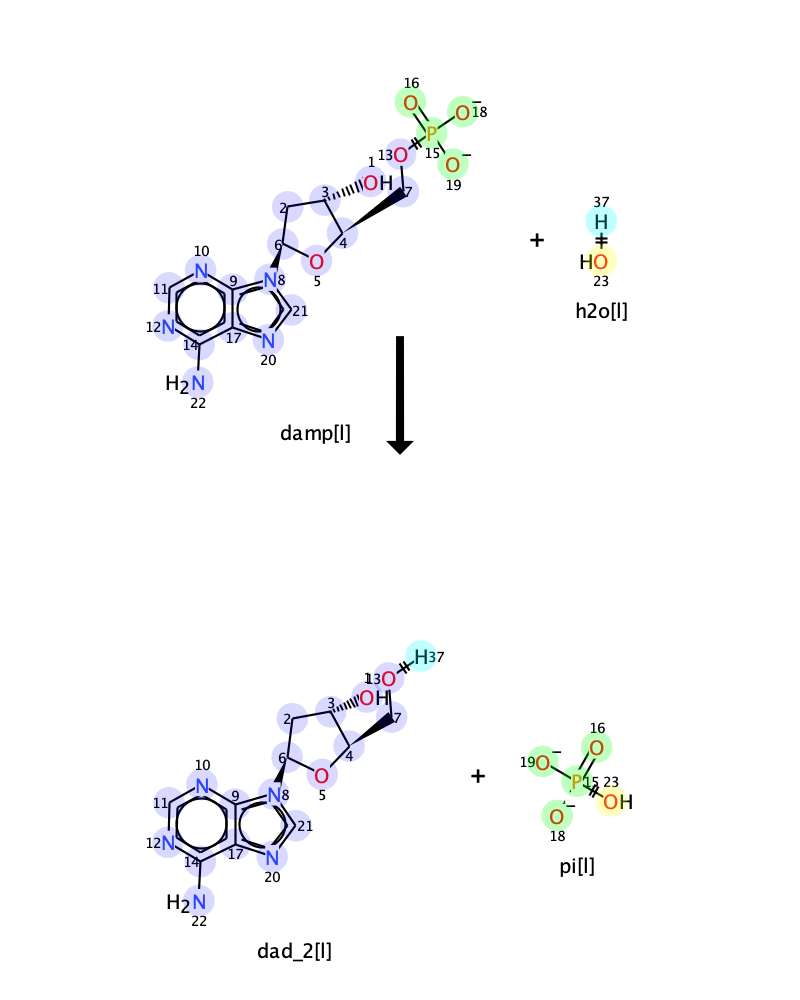 16
O
O⁻ 18
P
13 O
15
1
O⁻
OH
19
3
7
2
37
H
6
4
+
10
O
HO
N
N 8
5
23
9
11
h2o[l]
21
12 N
17
N
14
20
H2N
22
damp[l]
H37
1 13 O
3
OH
2
7
16
4
O
6
19 O⁻
10
O
+
P 15 23
N
N 8
5
OH
11
9
O⁻
21
18
12 N
17
N
14
pi[l]
20
H2N
22
dad_2[l]